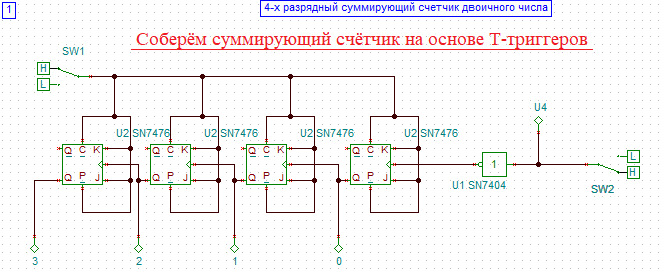 1
4-х разрядный суммирующий счетчик двоичного числа
Соберём суммирующий счётчик на основе Т-триггеров
SW1
H
L
U4
U2 SN7476 U2 SN7476 U2 SN7476 U2 SN7476
Q C K Q C K Q C K Q C K
1
L
Q P J Q P J Q P J Q P J
H
U1 SN7404
SW2
3 2 1 0